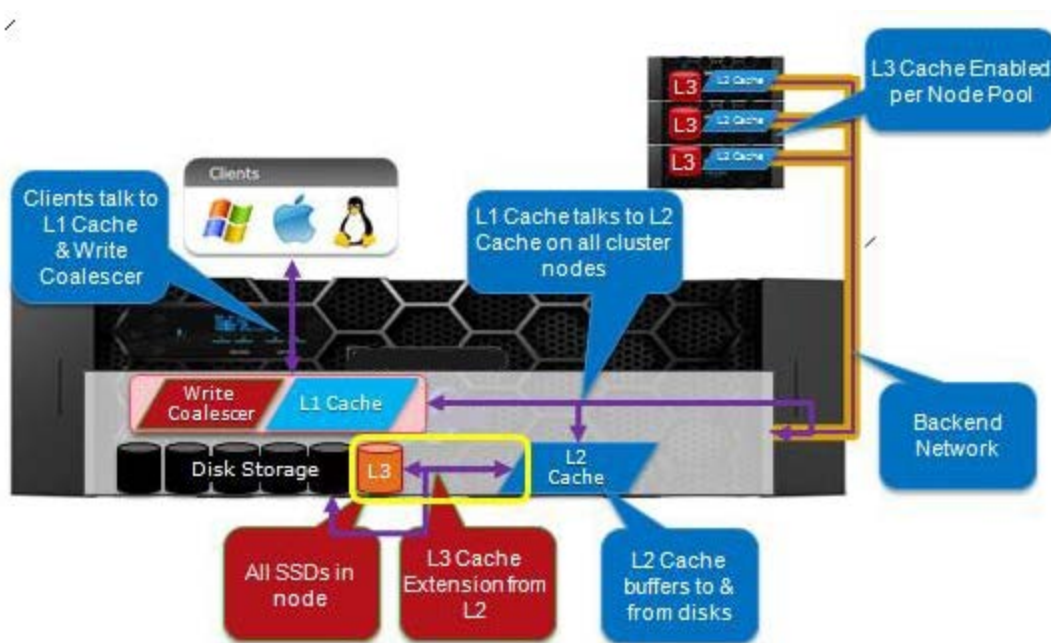 L3 Cache Enabled
per Node Pool
L3
L2 Cache
L3
L2 Cache
L3
L2 Cache
Clients
Clients talk to
L1 Cache
& Write
Coalescer
L1 Cache talks to L2
Cache on all cluster
nodes
Write
Coalescer
L1 Cache
Backend
Network
Disk Storage
L3
L2
Cache
All SSDs in
node
L3 Cache
Extension from
L2
L2 Cache
buffers to &
from disks